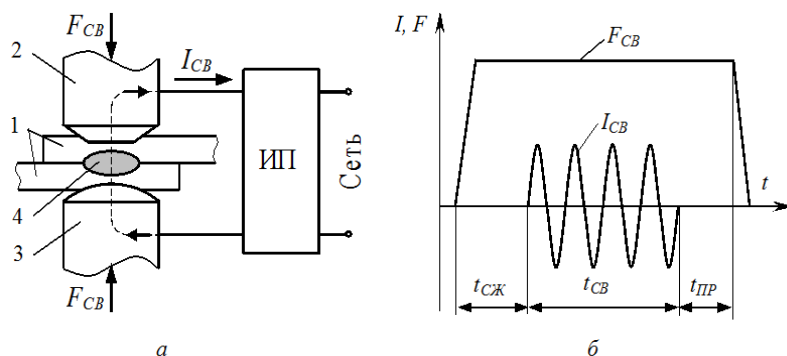 F_СВ
2
I_СВ
1
ИП
Сеть
4
3
F_СВ
а
I, F
F_СВ
I_СВ
t
t_СЖ
t_СВ
t_ПР
б